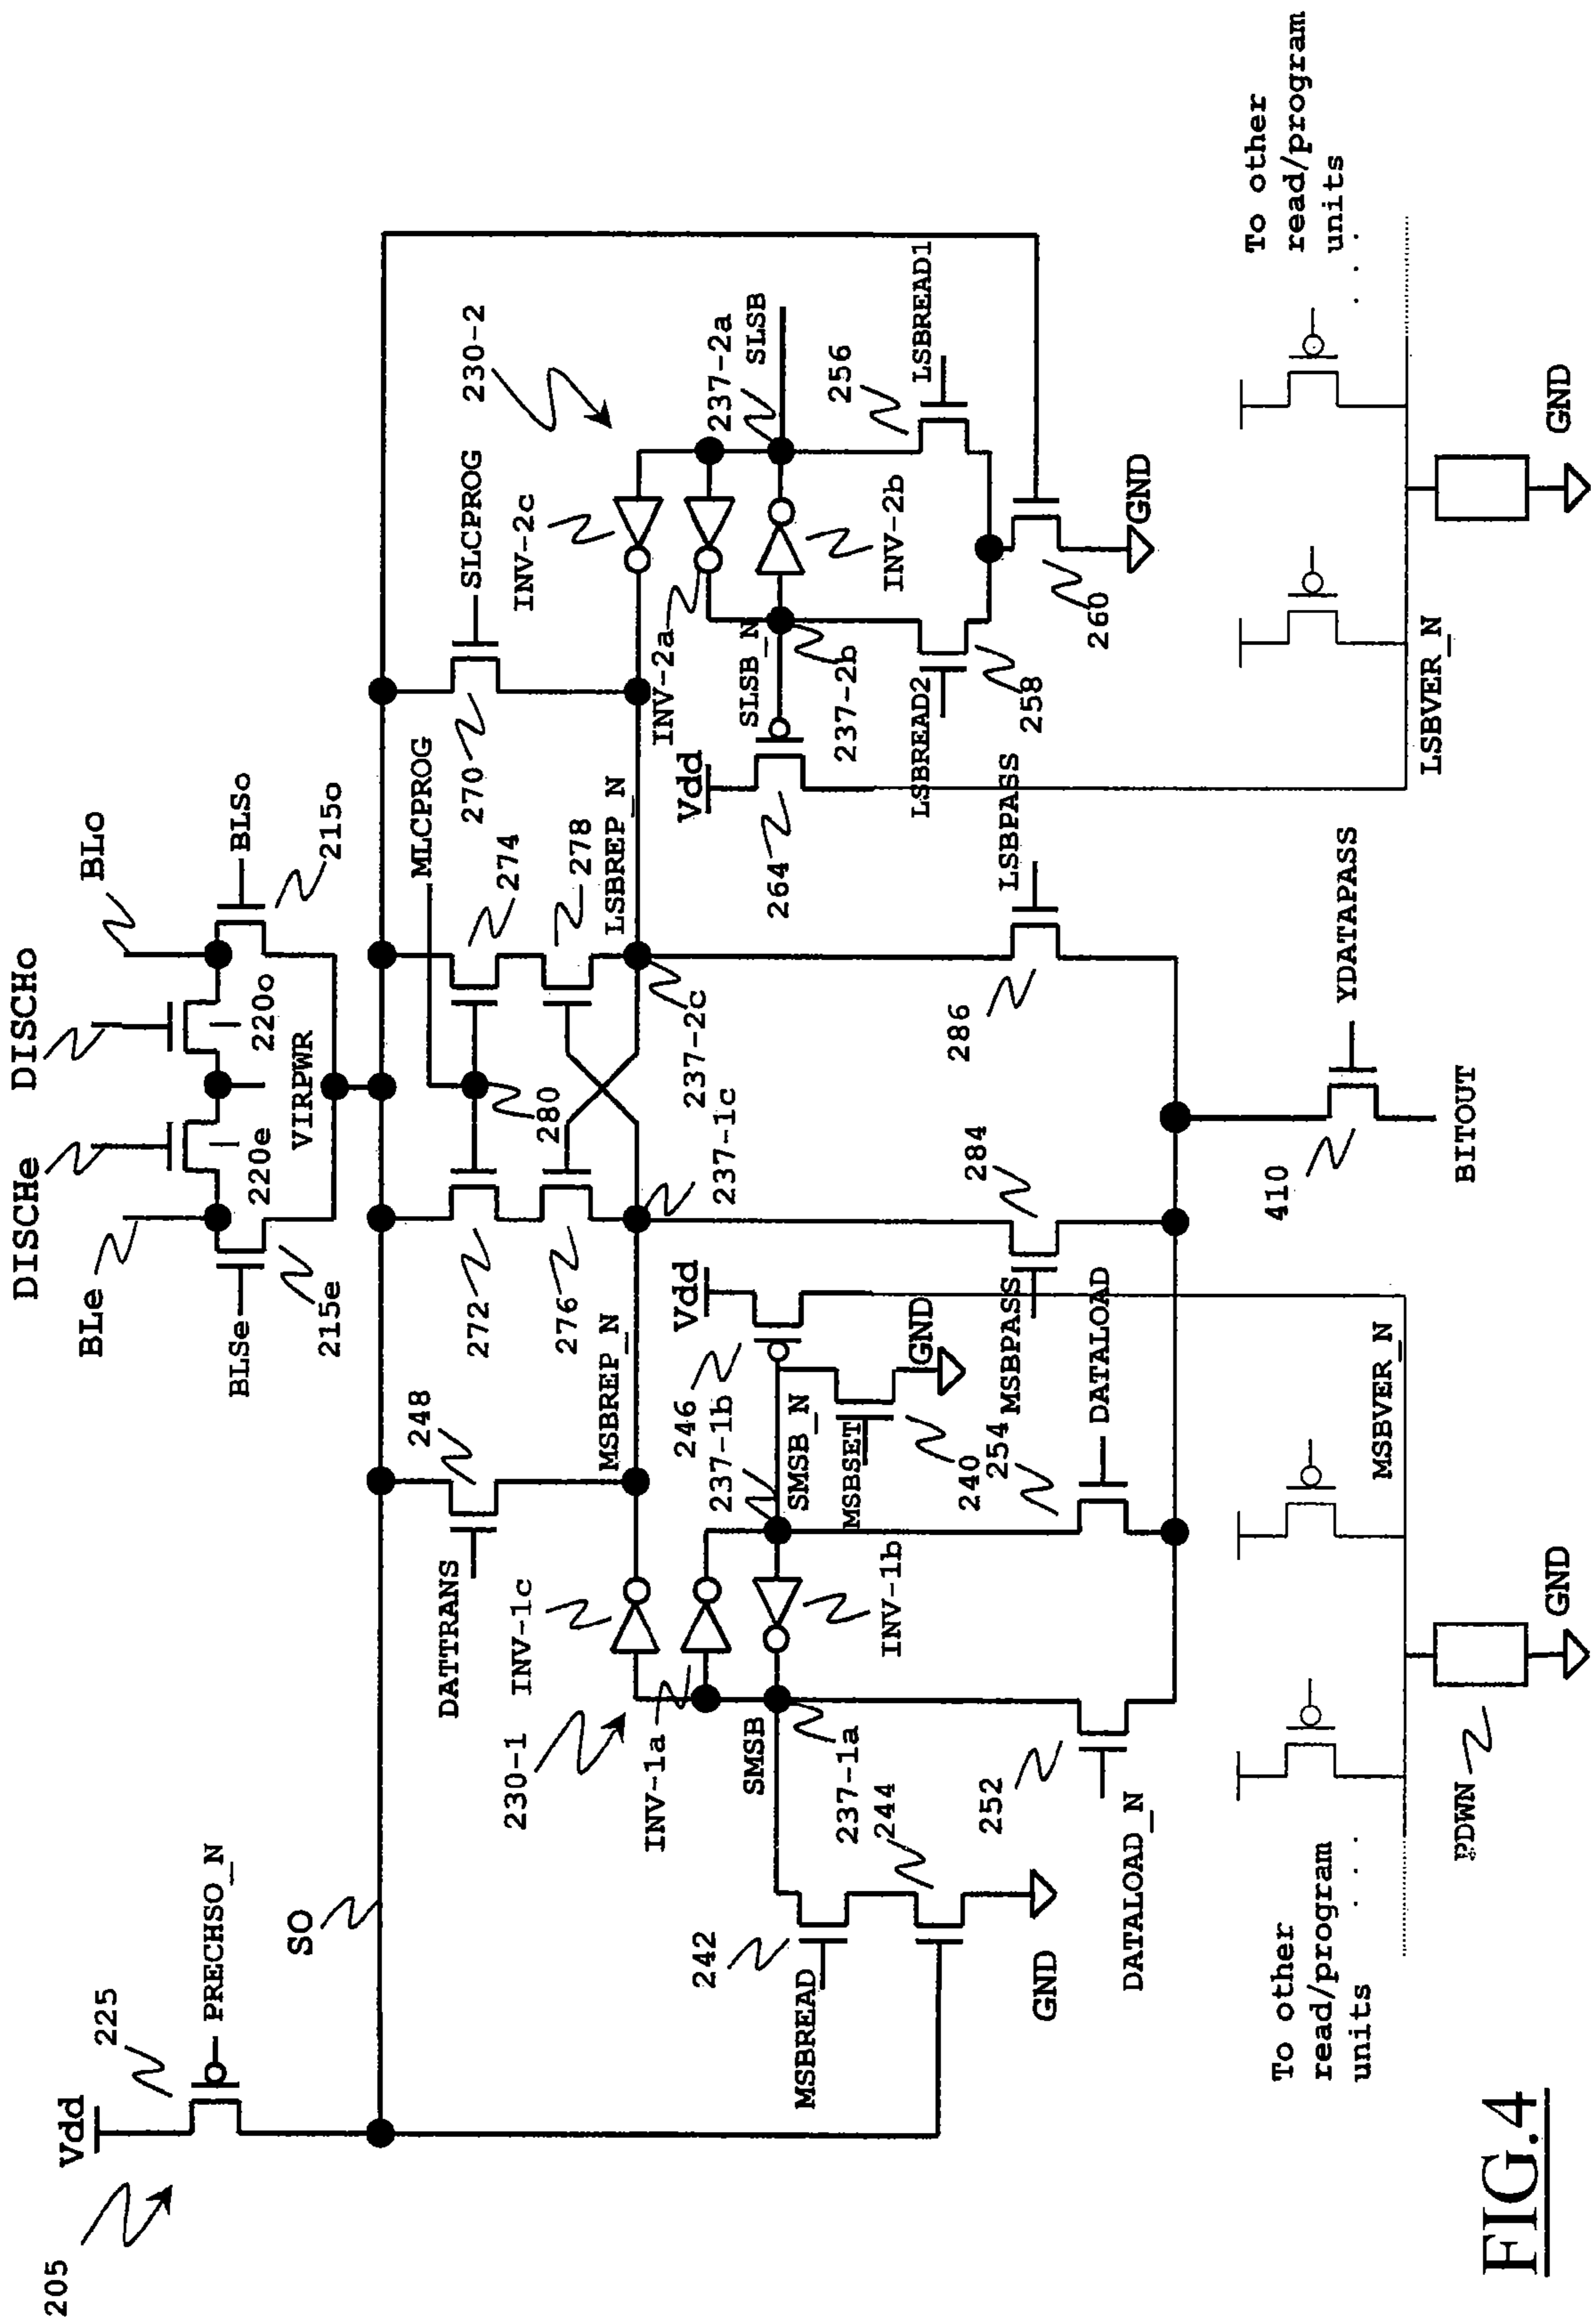 205
Vdd
225
PRECHSO_N
SO
DISCHe
DISCHo
BLe
BLo
BLSe
BLSo
215e
215o
220e
220o
VIRPWR
DATTRANS
248
MLCPROG
272
274
276
278
280
270
SLCPROG
MSBREP_N
LSBREP_N
237-1c
237-2c
230-1
INV-1c
INV-1a
INV-1b
SMSB
237-1a
237-1b
SMSB_N
246
Vdd
MSBSET
240
GND
MSBREAD
242
244
GND
252
DATALOAD_N
254
DATALOAD
MSBPASS
284
286
LSBPASS
230-2
INV-2c
INV-2a
INV-2b
SLSB_N
237-2b
237-2a
SLSB
Vdd
264
LSBREAD2
258
256
LSBREAD1
260
GND
410
YDATAPASS
BITOUT
To other
read/program
units
. . .
MSBVER_N
PDWN
GND
To other
read/program
units
. . .
LSBVER_N
GND
FIG.4